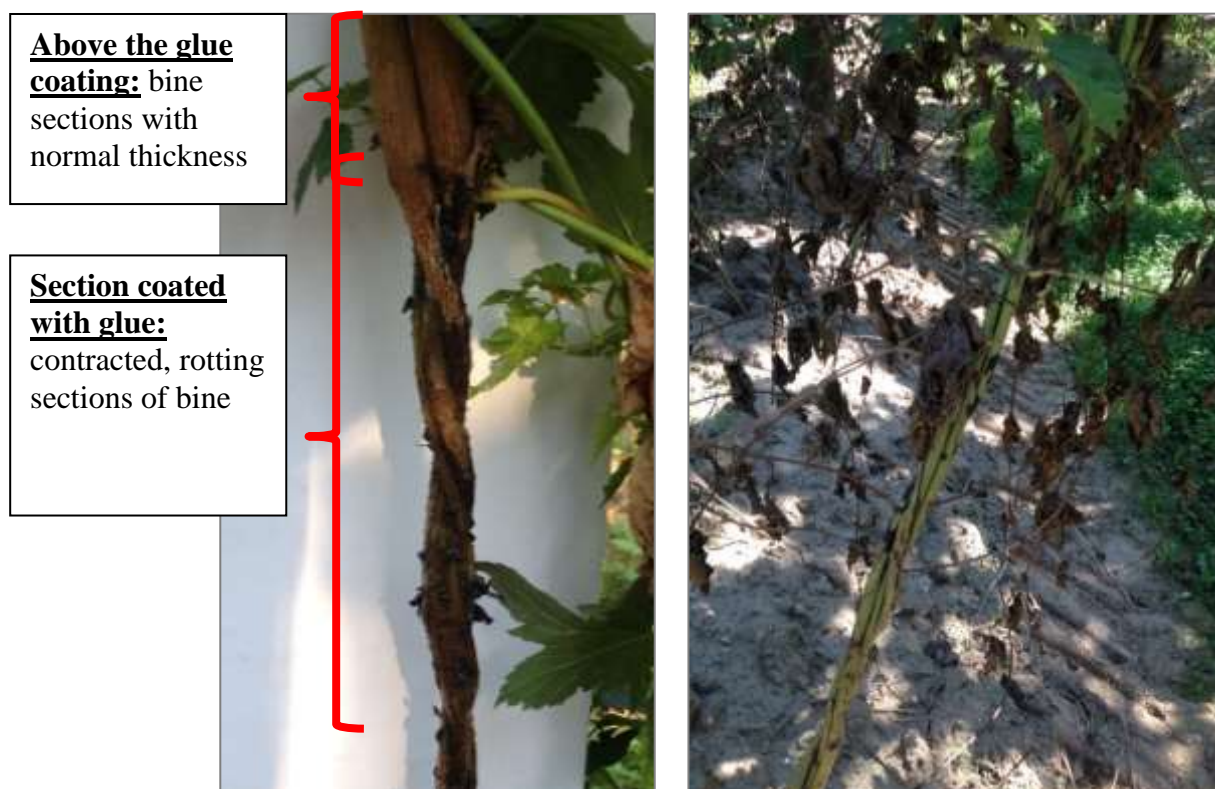 Above the glue
coating: bine
sections with
normal thickness
Section coated
with glue:
contracted, rotting
sections of bine